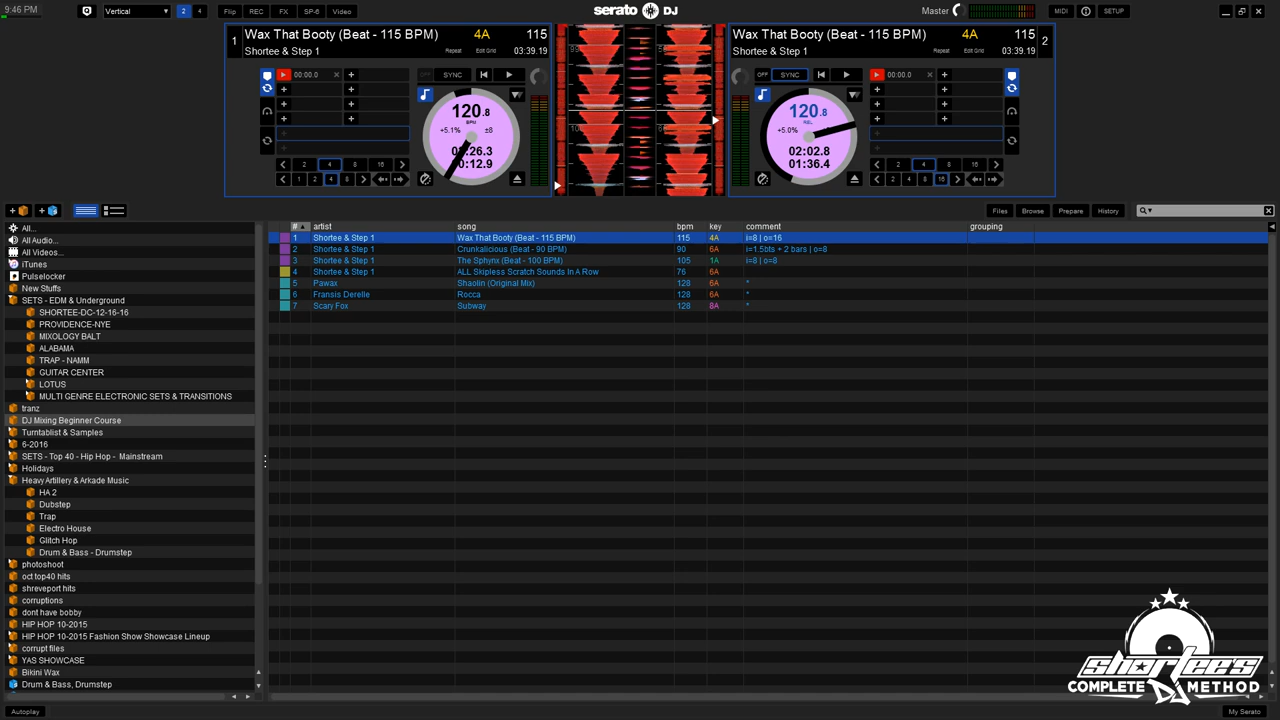 9:46 PM
Vertical
2
4
Flip
REC
FX
SP-6
Video
serato DJ
Master
MIDI
SETUP
1
Wax That Booty (Beat - 115 BPM)
4A
115
Shortee & Step 1
Repeat
Edit Grid
03:39.19
Wax That Booty (Beat - 115 BPM)
4A
115
2
Shortee & Step 1
Repeat
Edit Grid
03:39.19
00:00.0
OFF
SYNC
120.8
BPM
+5.1%
±8
02:26.3
2 4 8 16
1 2 4 8
OFF
SYNC
00:00.0
120.8
REL
+5.0%
±8
02:02.8
01:36.4
2 4 8 16
2 4 8 16
Files
Browse
Prepare
History
# artist song bpm key comment grouping
1 Shortee & Step 1 Wax That Booty (Beat - 115 BPM) 115 4A i=8 | o=16
2 Shortee & Step 1 Crunkalicious (Beat - 90 BPM) 90 6A i=1.5bts + 2 bars | o=8
3 Shortee & Step 1 The Sphynx (Beat - 100 BPM) 105 1A i=8 | o=8
4 Shortee & Step 1 ALL Skipless Scratch Sounds In A Row 76 6A
5 Pawax Shaolin (Original Mix) 128 6A *
6 Fransis Derelle Rocca 128 6A *
7 Scary Fox Subway 128 8A *
All...
All Audio...
All Videos...
iTunes
Pulselocker
New Stuffs
SETS - EDM & Underground
SHORTEE-DC-12-16-16
PROVIDENCE-NYE
MIXOLOGY BALT
ALABAMA
TRAP - NAMM
GUITAR CENTER
LOTUS
MULTI GENRE ELECTRONIC SETS & TRANSITIONS
tranz
DJ Mixing Beginner Course
Turntablist & Samples
6-2016
SETS - Top 40 - Hip Hop - Mainstream
Holidays
Heavy Artillery & Arkade Music
HA 2
Dubstep
Trap
Electro House
Glitch Hop
Drum & Bass - Drumstep
photoshoot
oct top40 hits
shreveport hits
corruptions
dont have bobby
HIP HOP 10-2015
HIP HOP 10-2015 Fashion Show Showcase Lineup
corrupt files
YAS SHOWCASE
Bikini Wax
Drum & Bass, Drumstep
shortees
COMPLETE DJ METHOD
Autoplay
My Serato